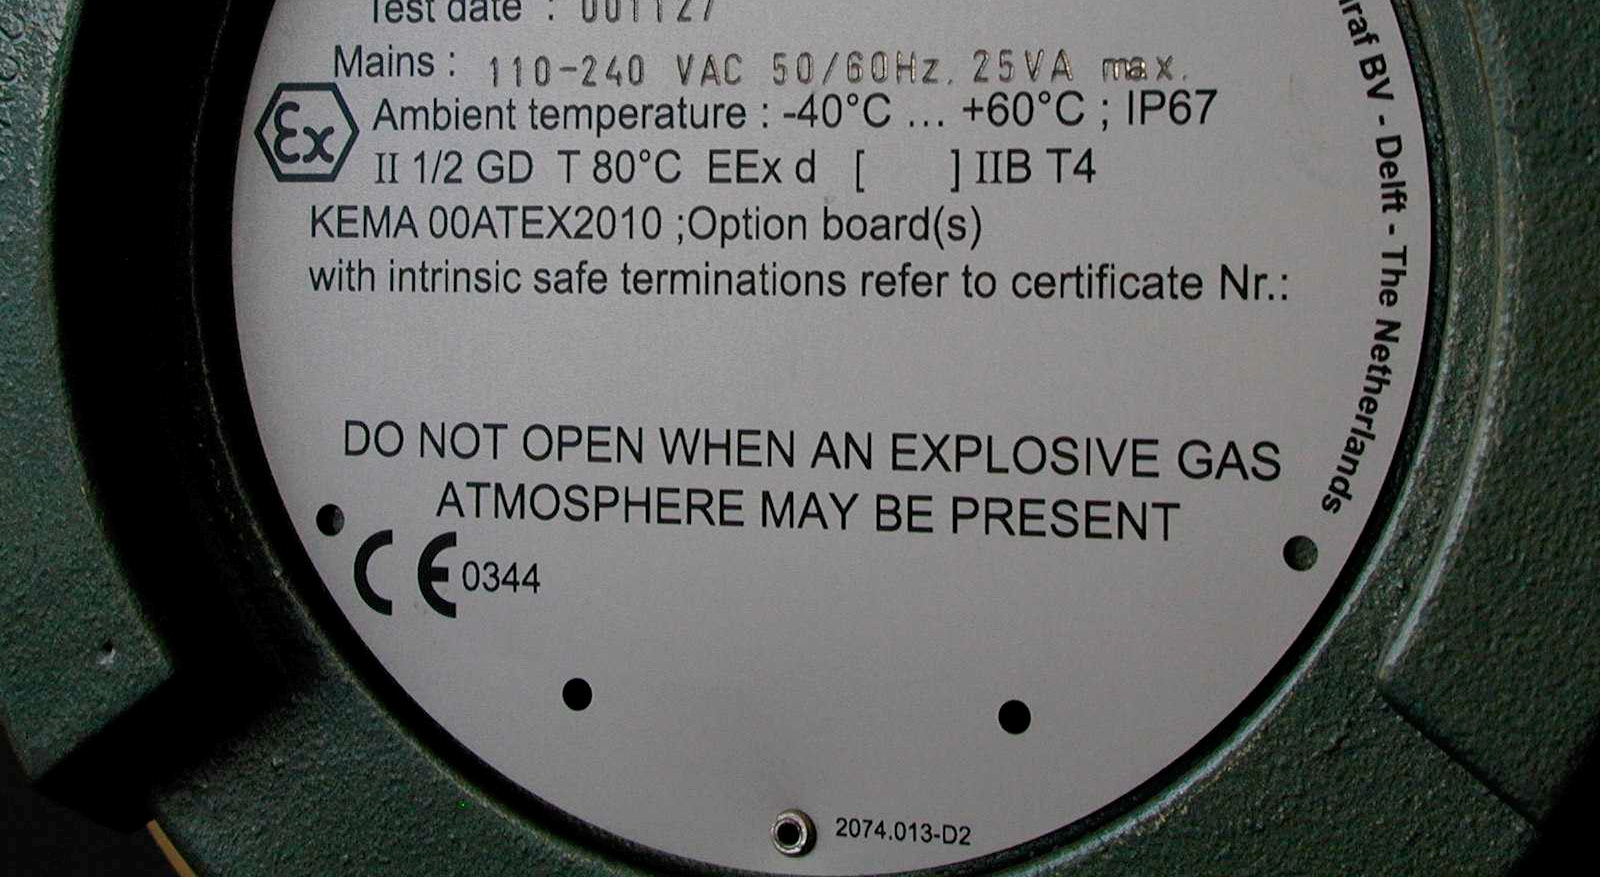 Test date : 001127
Mains : 110-240 VAC 50/60Hz. 25VA max.
Ex
Ambient temperature : -40°C ... +60°C ; IP67
II 1/2 GD T 80°C EEx d [ ] IIB T4
KEMA 00ATEX2010 ;Option board(s)
with intrinsic safe terminations refer to certificate Nr.:
DO NOT OPEN WHEN AN EXPLOSIVE GAS
ATMOSPHERE MAY BE PRESENT
CE 0344
2074.013-D2
BV - Delft - The Netherlands